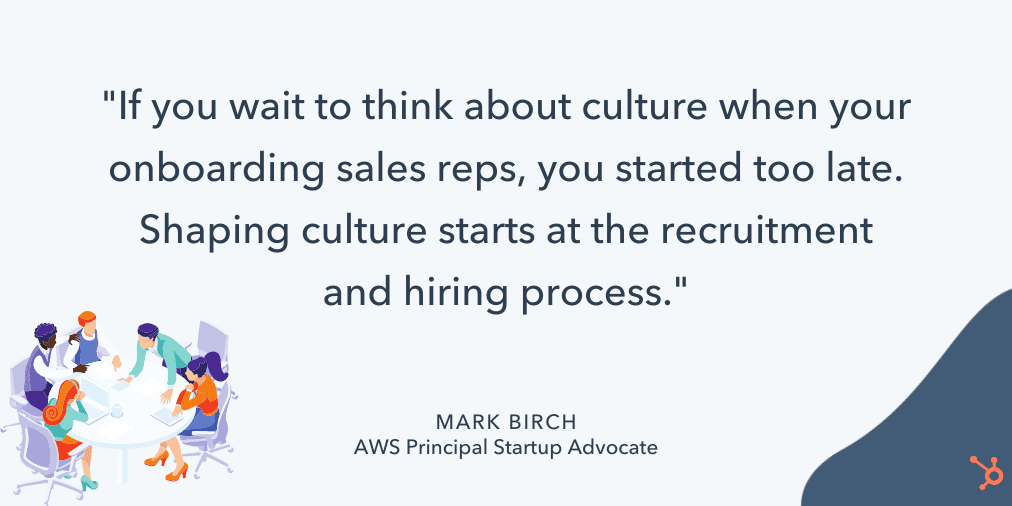 "If you wait to think about culture when your
onboarding sales reps, you started too late.
Shaping culture starts at the recruitment
and hiring process."
MARK BIRCH
AWS Principal Startup Advocate